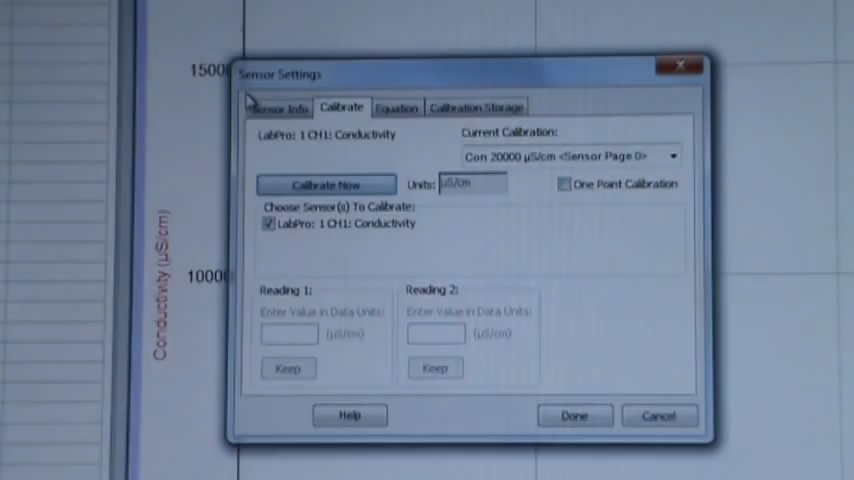 15000
Sensor Settings
Sensor Info Calibrate Equation Calibration Storage
LabPro: 1 CH1: Conductivity
Current Calibration:
Con 20000 µS/cm <Sensor Page 0>
Calibrate Now
Units: µS/cm
One Point Calibration
Choose Sensor(s) To Calibrate:
LabPro: 1 CH1: Conductivity
Conductivity (µS/cm)
10000
Reading 1:
Enter Value in Data Units:
(µS/cm)
Keep
Reading 2:
Enter Value in Data Units:
(µS/cm)
Keep
Help
Done
Cancel